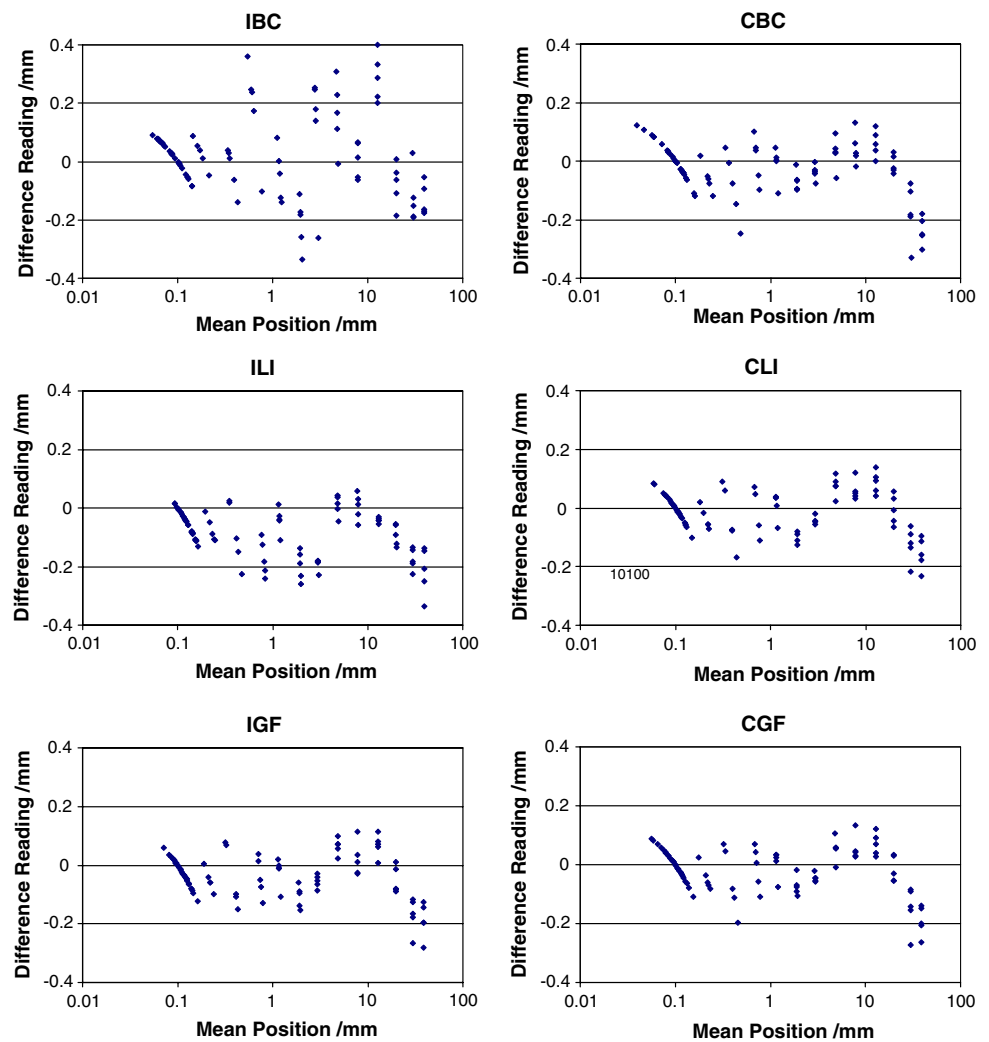 IBC
Difference Reading /mm
0.4
0.2
0
-0.2
-0.4
0.01 0.1 1 10 100
Mean Position /mm
CBC
Difference Reading /mm
0.4
0.2
0
-0.2
-0.4
0.01 0.1 1 10 100
Mean Position /mm
ILI
Difference Reading /mm
0.4
0.2
0
-0.2
-0.4
0.01 0.1 1 10 100
Mean Position /mm
CLI
Difference Reading /mm
0.4
0.2
0
-0.2
10100
-0.4
0.01 0.1 1 10 100
Mean Position /mm
IGF
Difference Reading /mm
0.4
0.2
0
-0.2
-0.4
0.01 0.1 1 10 100
Mean Position /mm
CGF
Difference Reading /mm
0.4
0.2
0
-0.2
-0.4
0.01 0.1 1 10 100
Mean Position /mm